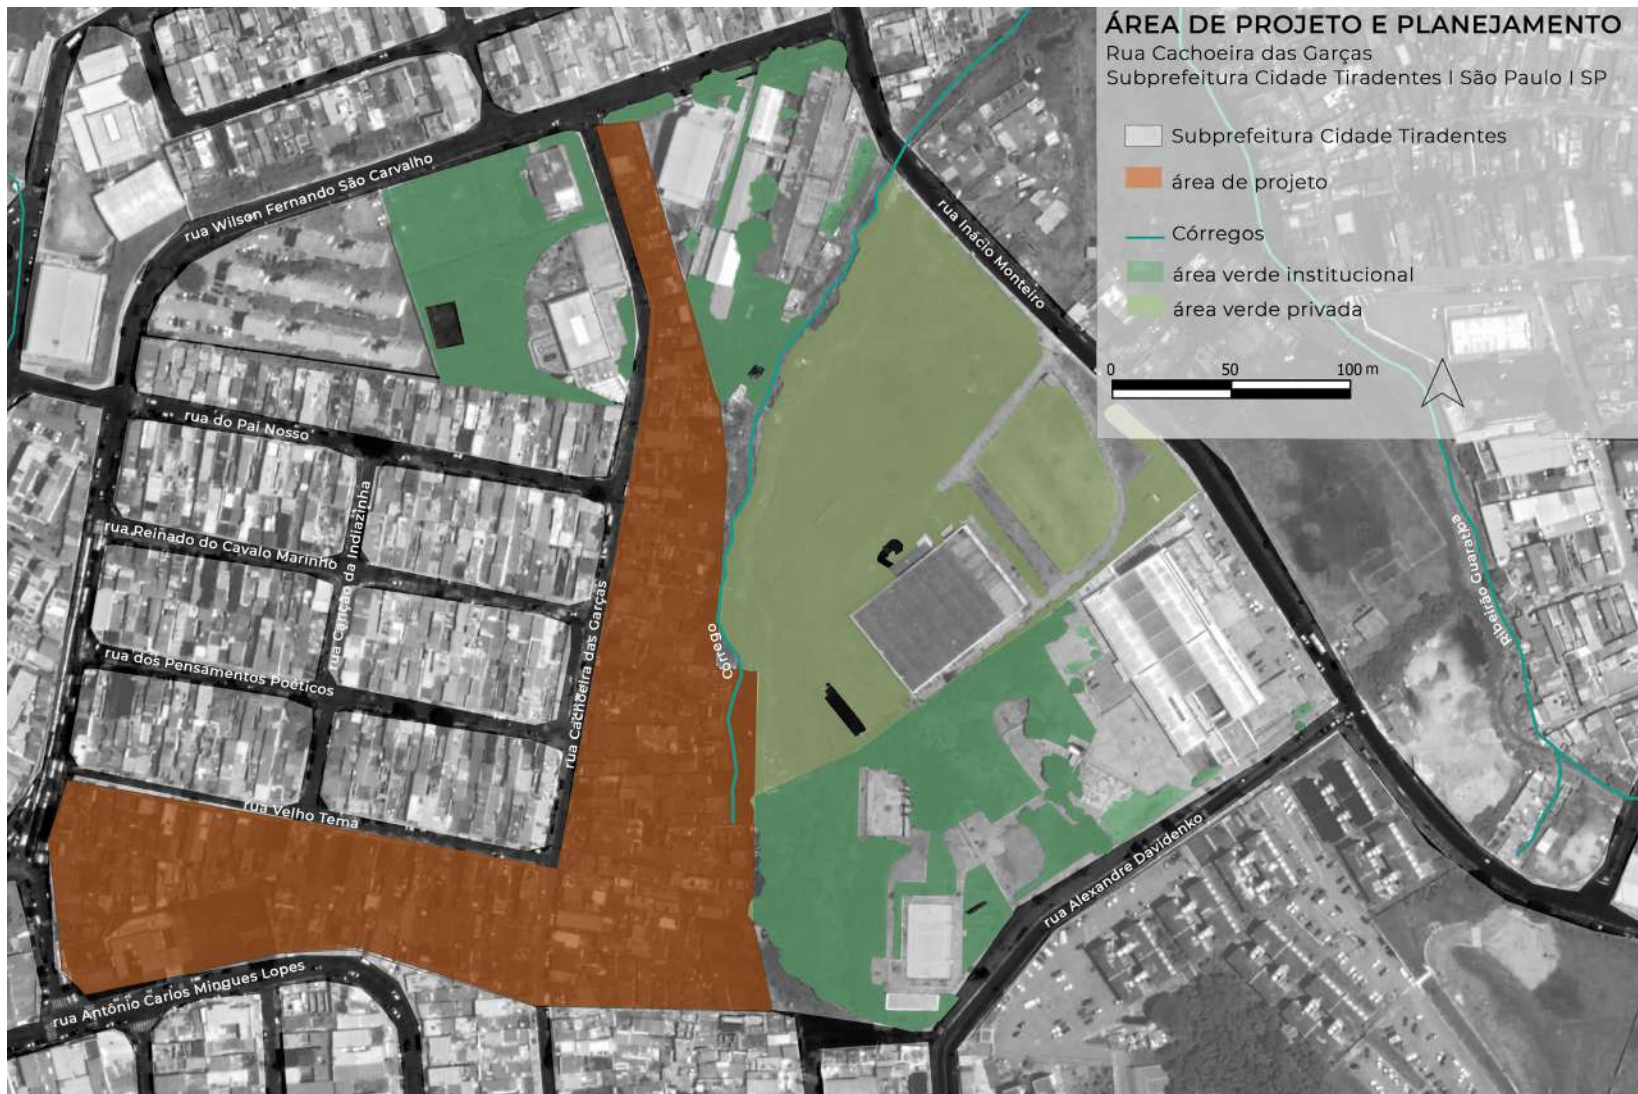 ÁREA DE PROJETO E PLANEJAMENTO
Rua Cachoeira das Garças
Subprefeitura Cidade Tiradentes I São Paulo I SP
Subprefeitura Cidade Tiradentes
área de projeto
Córregos
área verde institucional
área verde privada
0 50 100 m
rua Wilson Fernando São Carvalho
rua Inácio Monteiro
rua do Pai Nosso
rua Reinado do Cavalo Marinho
rua Canção da Indiazinha
rua dos Pensamentos Poéticos
rua Cachoeira das Garças
Córrego
Ribeirão Guaratiba
rua Velho Tema
rua Alexandre Davidenko
rua Antônio Carlos Mingues Lopes